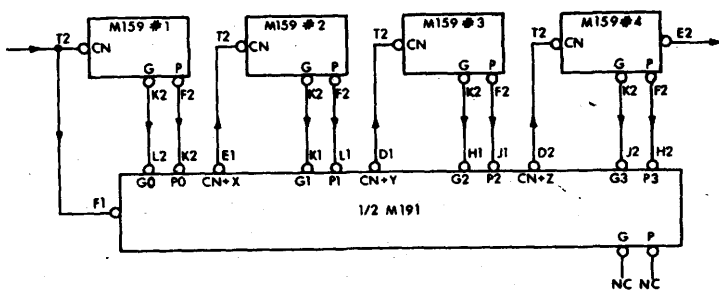 M159 #1
M159 #2
M159 #3
M159 #4
T2
CN
T2
CN
T2
CN
T2
CN
E2
G P
G P
G P
G P
K2 F2
K2 F2
K2 F2
K2 F2
L2 K2 E1
K1 L1 D1
H1 J1 D2
J2 H2
G0 P0 CN+X
G1 P1 CN+Y
G2 P2 CN+Z
G3 P3
F1
1/2 M191
G P
NC NC